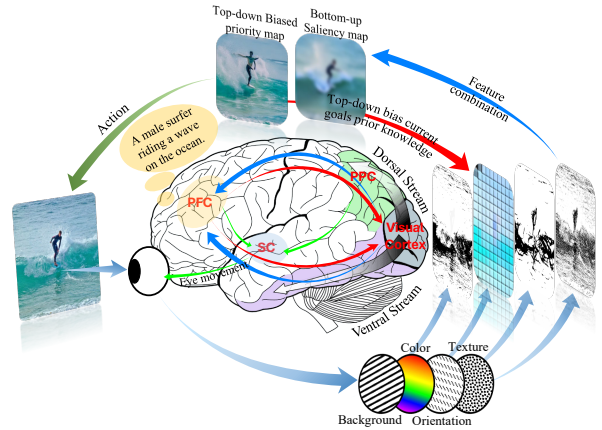 Top-down Biased
priority map
Bottom-up
Saliency map
Feature
combination
Action
Top-down bias current
goals prior knowledge
A male surfer
riding a wave
on the ocean.
Dorsal Stream
PPC
PFC
Visual
Cortex
SC
Eye movement
Ventral Stream
Color
Texture
Background
Orientation